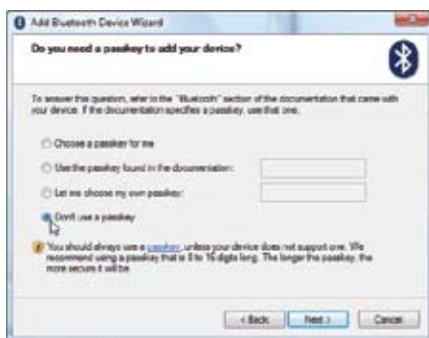 Add Bluetooth Device Wizard
Do you need a passkey to add your device?
To answer this question, refer to the "Bluetooth" section of the documentation that came with
your device. If the documentation specifies a passkey, use that one.
Choose a passkey for me
Use the passkey found in the documentation:
Let me choose my own passkey:
Don't use a passkey
You should always use a passkey, unless your device does not support one. We
recommend using a passkey that is 8 to 16 digits long. The longer the passkey, the
more secure it will be.
< Back
Next >
Cancel